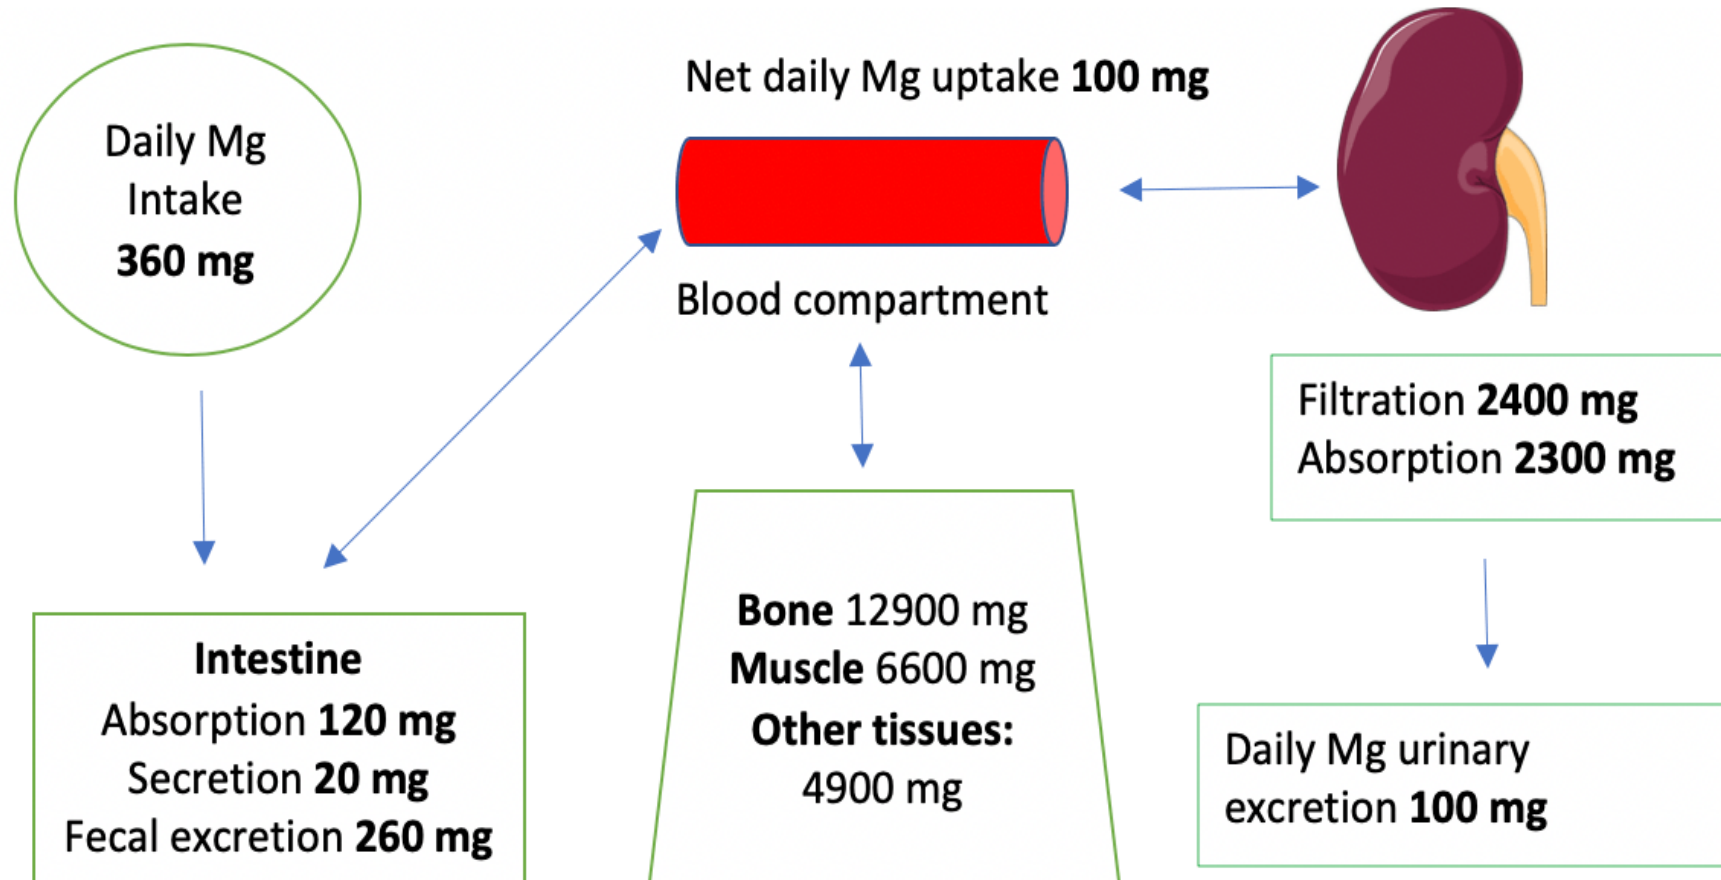 Daily Mg
Intake
360 mg
Net daily Mg uptake 100 mg
Blood compartment
Filtration 2400 mg
Absorption 2300 mg
Intestine
Absorption 120 mg
Secretion 20 mg
Fecal excretion 260 mg
Bone 12900 mg
Muscle 6600 mg
Other tissues:
4900 mg
Daily Mg urinary
excretion 100 mg